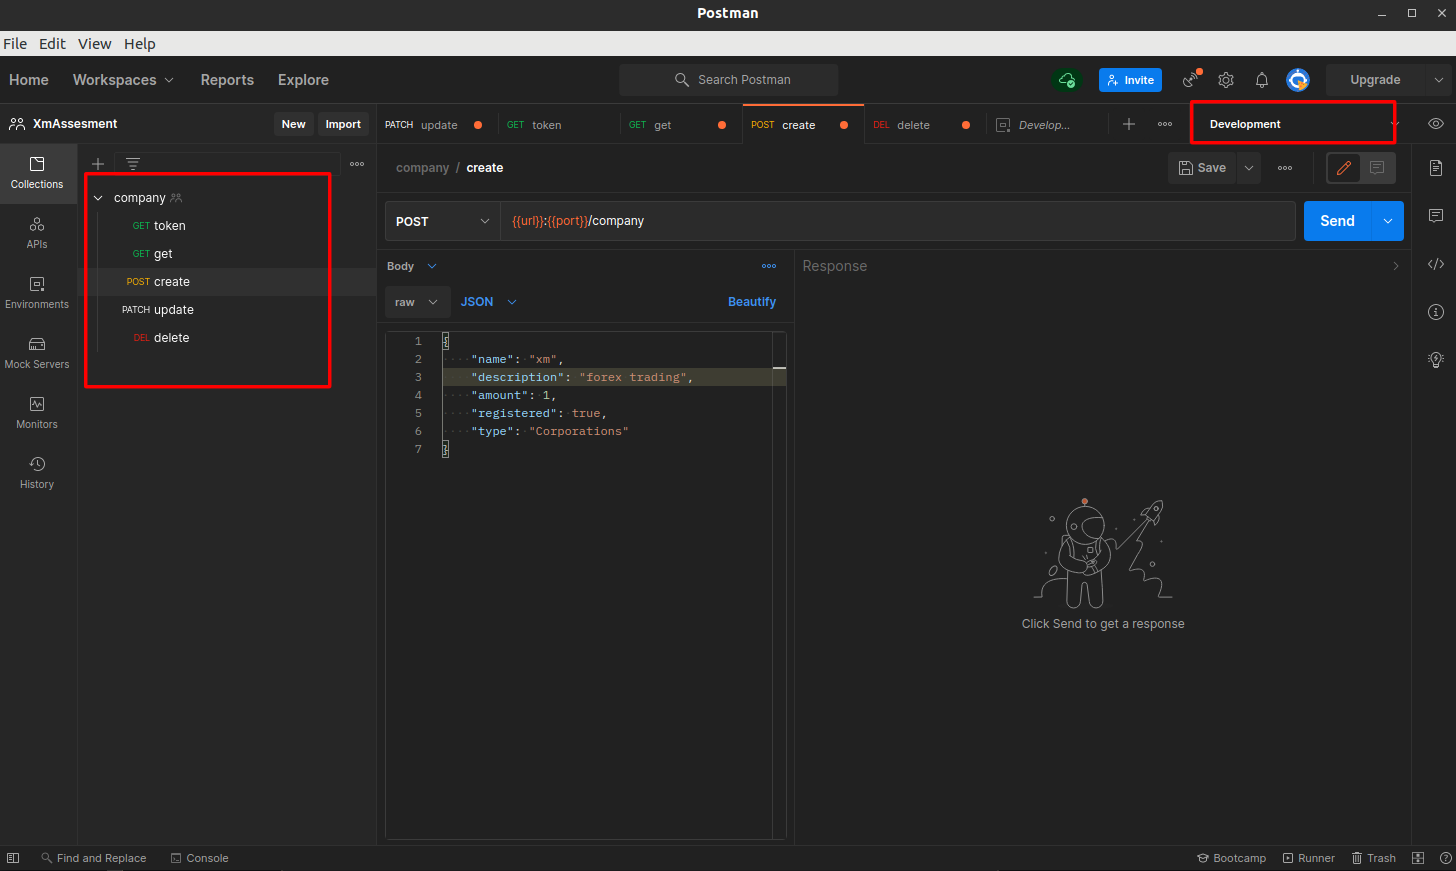 Postman
File Edit View Help
Home Workspaces Reports Explore Search Postman Invite Upgrade
XmAssesment New Import PATCH update GET token GET get POST create DEL delete Develop... Development
Collections
APIs
Environments
Mock Servers
Monitors
History
company
GET token
GET get
POST create
PATCH update
DEL delete
company / create Save
POST {{url}}:{{port}}/company Send
Body
raw JSON Beautify
1 {
2 "name": "xm",
3 "description": "forex trading",
4 "amount": 1,
5 "registered": true,
6 "type": "Corporations"
7 }
Response
Click Send to get a response
Find and Replace Console Bootcamp Runner Trash